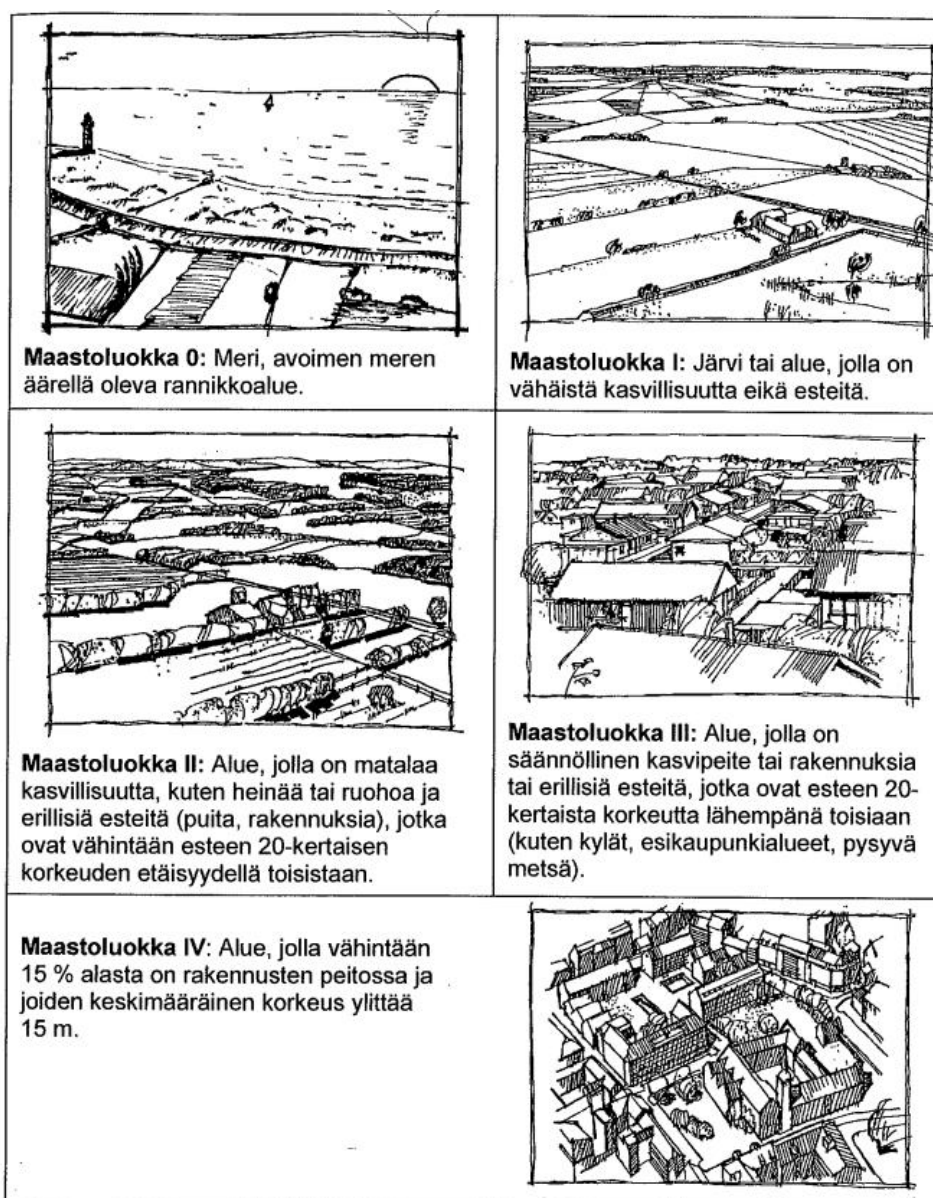 Maastoluokka 0: Meri, avoimen meren
äärellä oleva rannikkoalue.
Maastoluokka I: Järvi tai alue, jolla on
vähäistä kasvillisuutta eikä esteitä.
Maastoluokka II: Alue, jolla on matalaa
kasvillisuutta, kuten heinää tai ruohoa ja
erillisiä esteitä (puita, rakennuksia), jotka
ovat vähintään esteen 20-kertaisen
korkeuden etäisyydellä toisistaan.
Maastoluokka III: Alue, jolla on
säännöllinen kasvipeite tai rakennuksia
tai erillisiä esteitä, jotka ovat esteen 20-
kertaista korkeutta lähempänä toisiaan
(kuten kylät, esikaupunkialueet, pysyvä
metsä).
Maastoluokka IV: Alue, jolla vähintään
15 % alasta on rakennusten peitossa ja
joiden keskimääräinen korkeus ylittää
15 m.